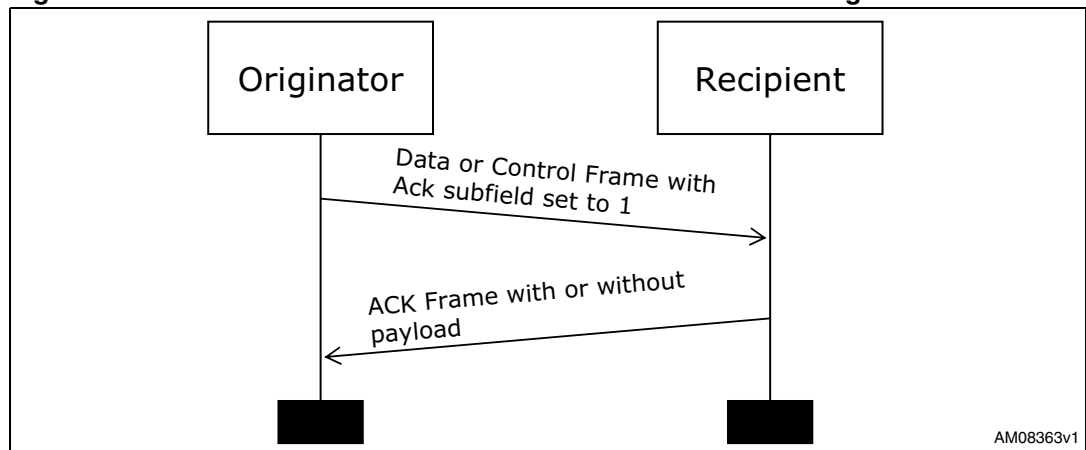 Originator
Recipient
Data or Control Frame with
Ack subfield set to 1
ACK Frame with or without
payload
AM08363v1